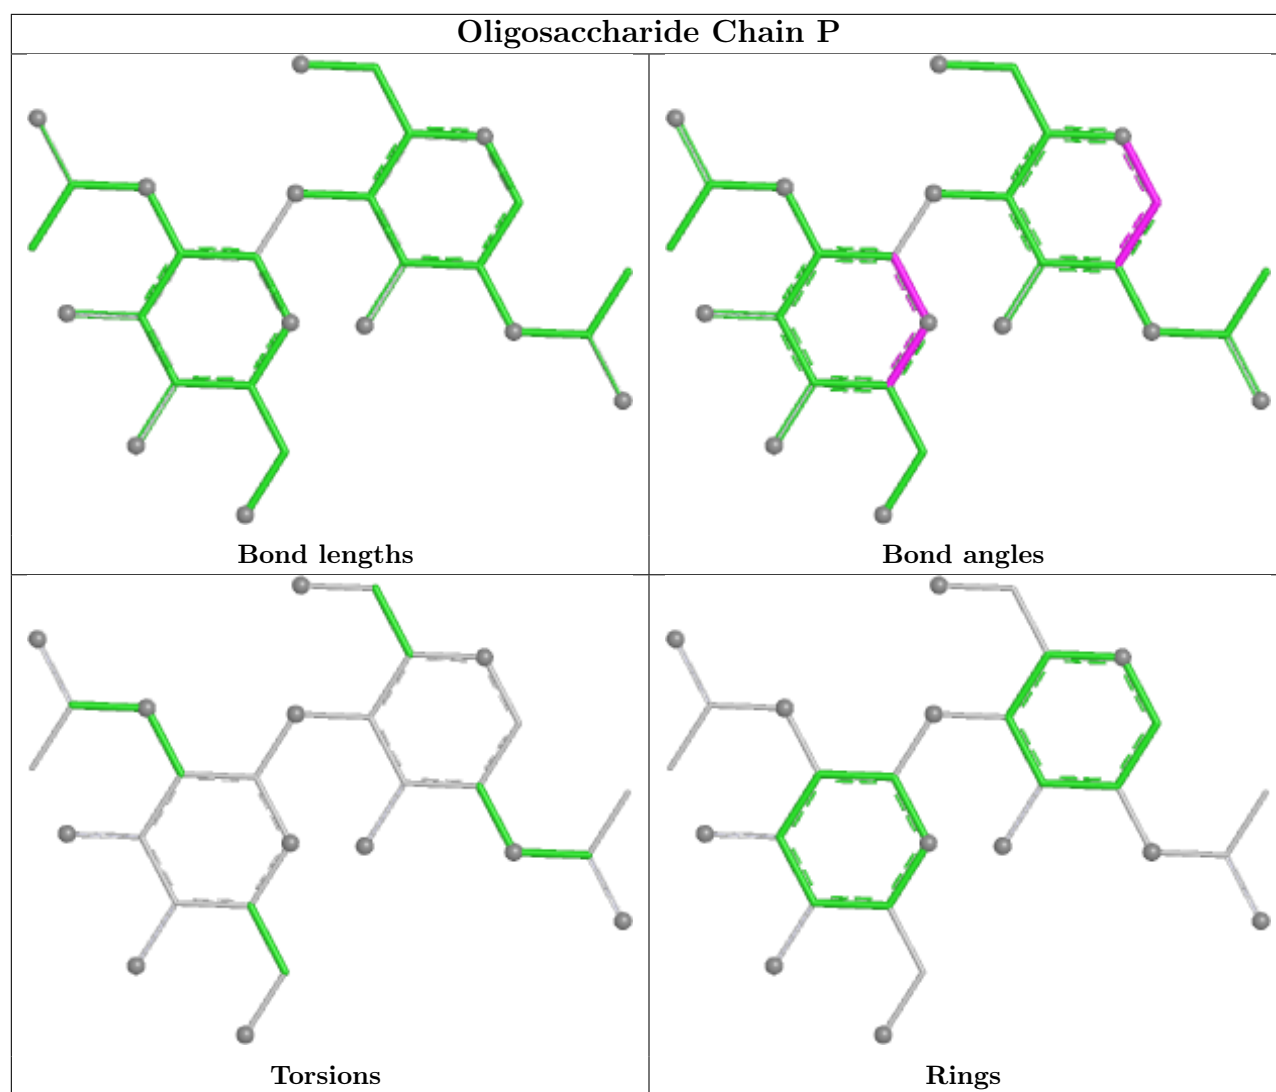 Oligosaccharide Chain P
Bond lengths
Bond angles
Torsions
Rings